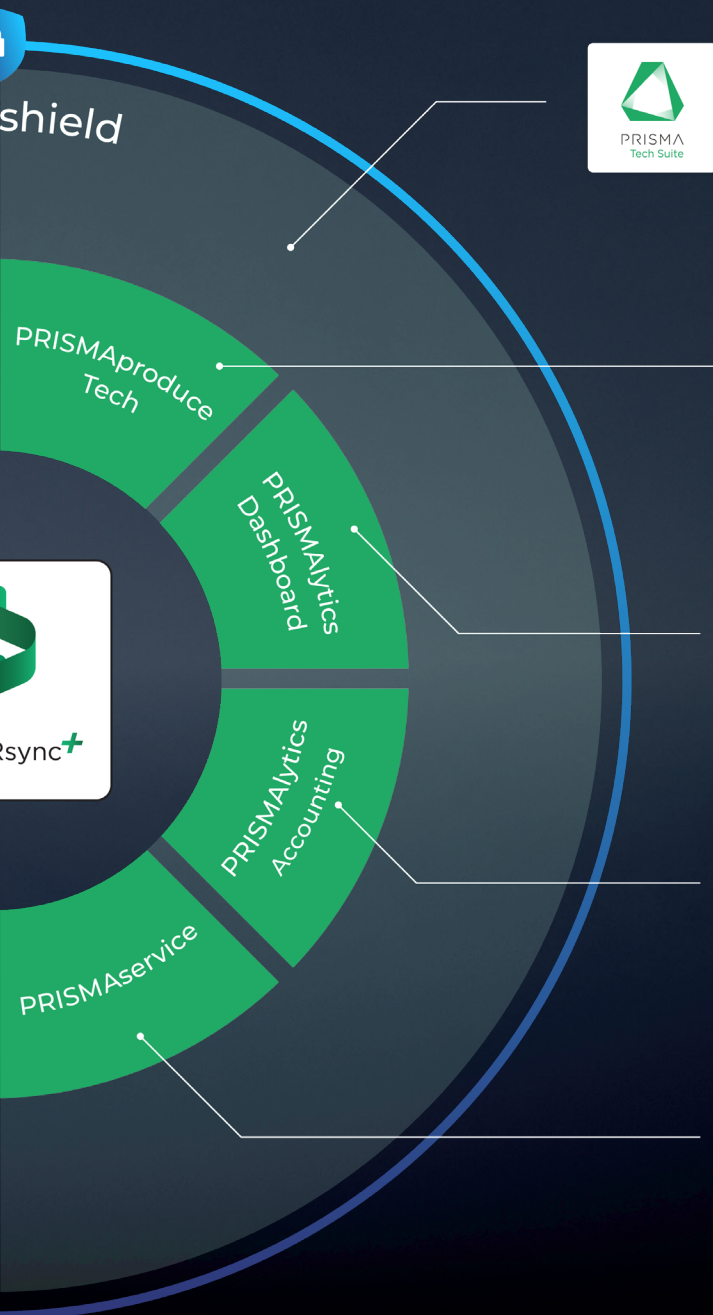 shield
PRISMA
Tech Suite
PRISMAproduce
Tech
PRISMAlytics
Dashboard
Rsync+
PRISMAlytics
Accounting
PRISMAservice